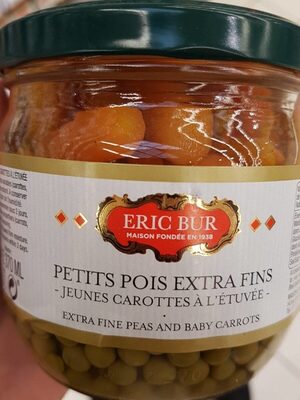 ERIC BUR
MAISON FONDÉE EN 1938
PETITS POIS EXTRA FINS
- JEUNES CAROTTES À L'ÉTUVÉE -
EXTRA FINE PEAS AND BABY CARROTS